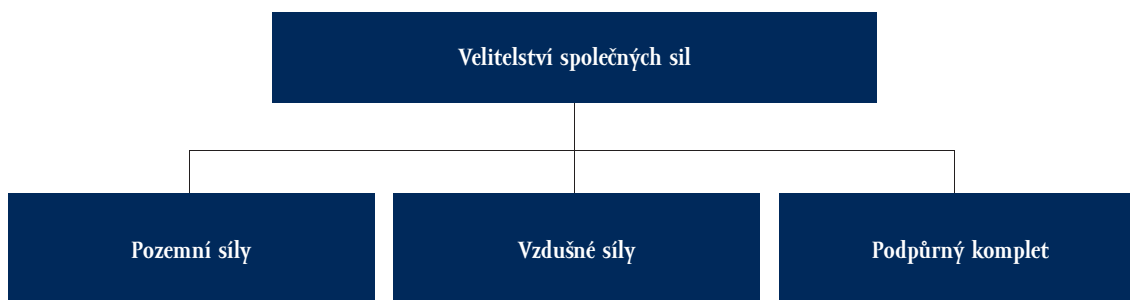 Velitelství společných sil
Pozemní síly
Vzdušné síly
Podpůrný komplet